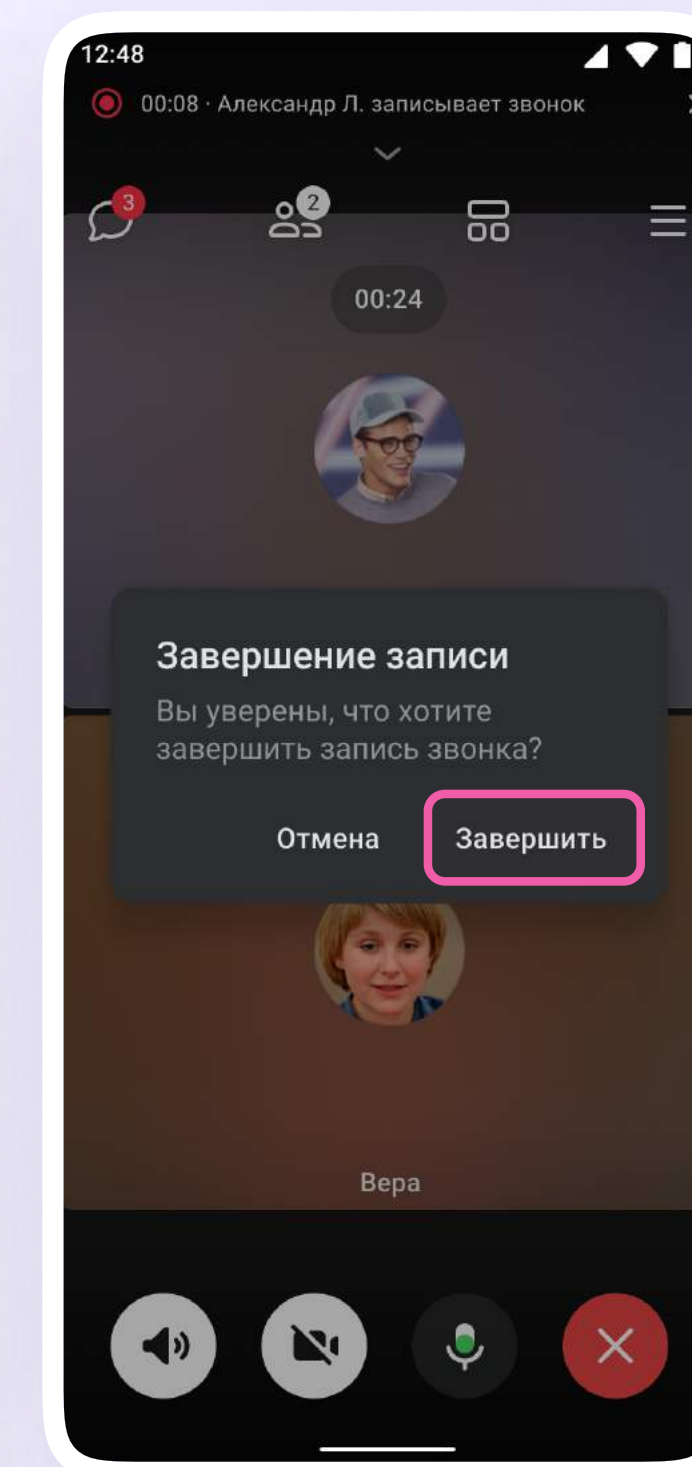 12:48
00:08 · Александр Л. записывает звонок
3
2
00:24
Завершение записи
Вы уверены, что хотите
завершить запись звонка?
Отмена Завершить
Вера